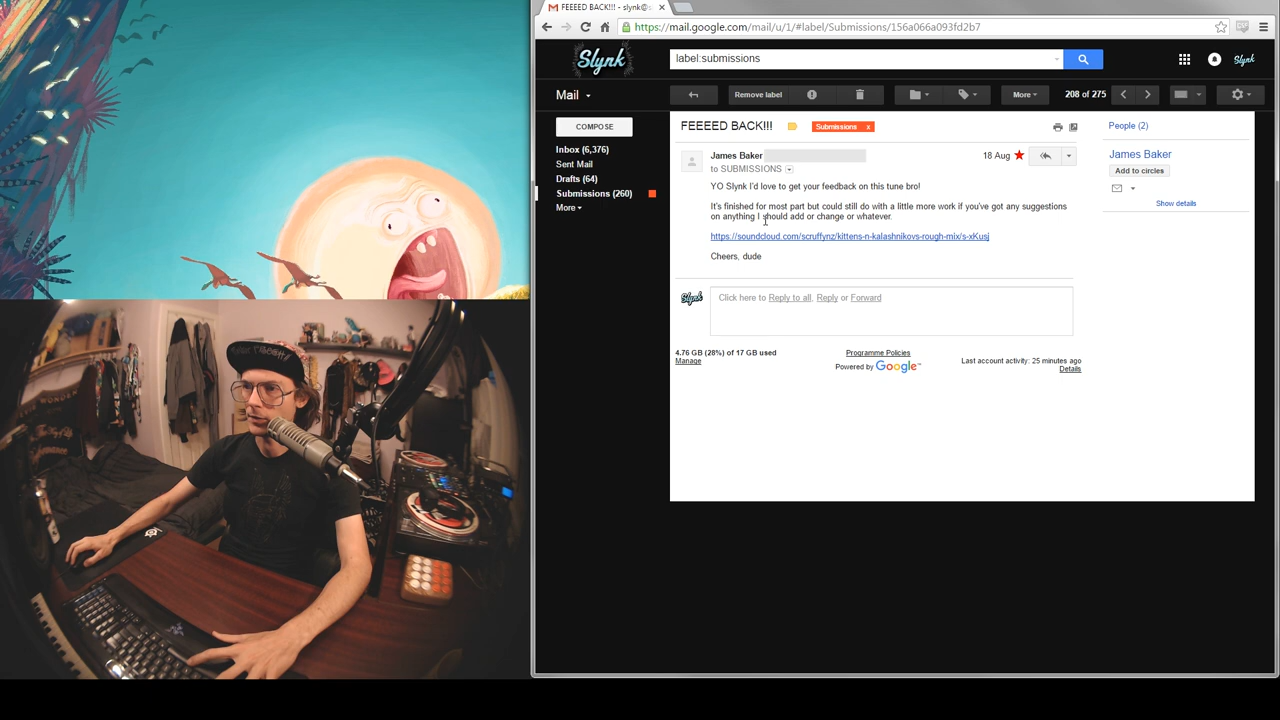 FEEEED BACK!!! - slynk@s
https://mail.google.com/mail/u/1/#label/Submissions/156a066a093fd2b7
Slynk
label:submissions
Slynk
Mail
Remove label
More
208 of 275
COMPOSE
Inbox (6,376)
Sent Mail
Drafts (64)
Submissions (260)
More
FEEEED BACK!!!
Submissions x
James Baker
18 Aug
to SUBMISSIONS
YO Slynk I'd love to get your feedback on this tune bro!
It's finished for most part but could still do with a little more work if you've got any suggestions
on anything I should add or change or whatever.
https://soundcloud.com/scruffynz/kittens-n-kalashnikovs-rough-mix/s-xKusj
Cheers, dude
Slynk
Click here to Reply to all, Reply or Forward
4.76 GB (28%) of 17 GB used
Manage
Programme Policies
Powered by Google™
Last account activity: 25 minutes ago
Details
People (2)
James Baker
Add to circles
Show details